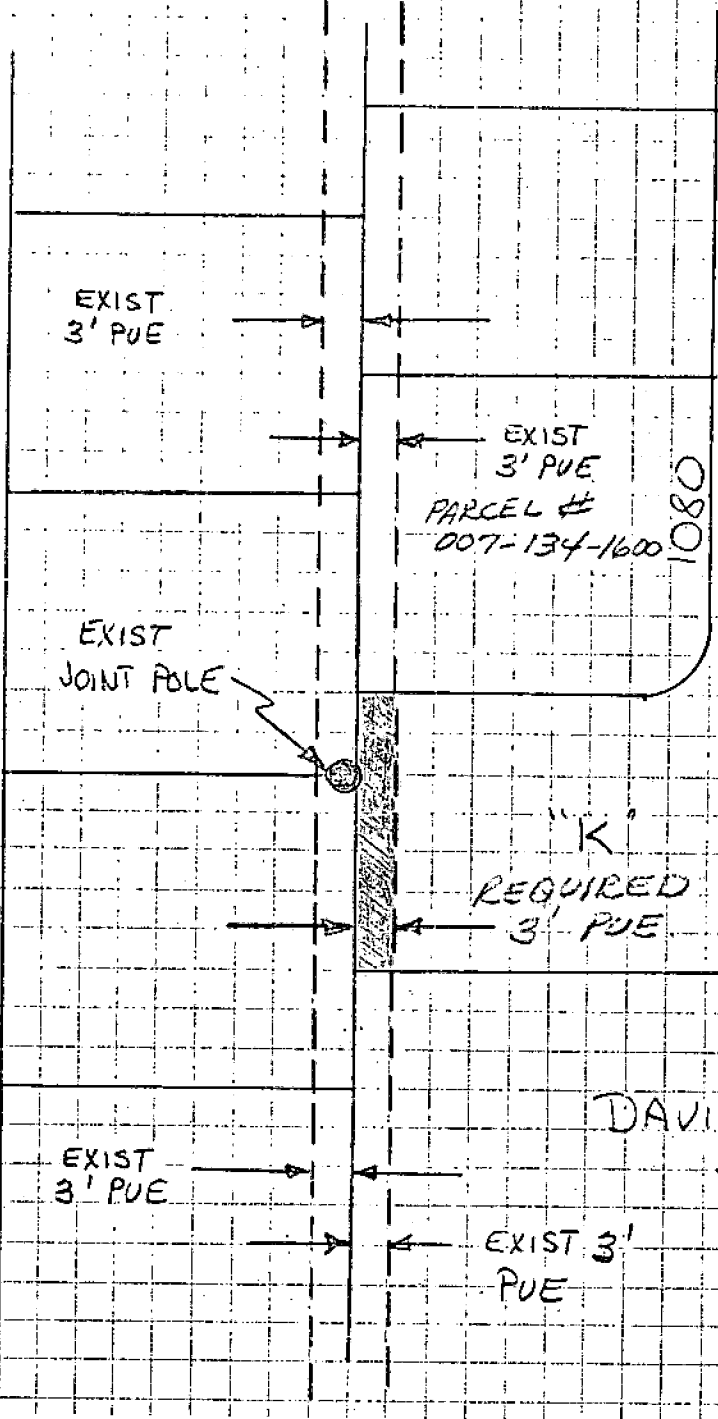 EXIST
3' PUE
EXIST
3' PUE
PARCEL #
007-134-1600
1080
EXIST
JOINT POLE
"K"
REQUIRED
3' PUE
DAVI
EXIST
3' PUE
EXIST 3'
PUE